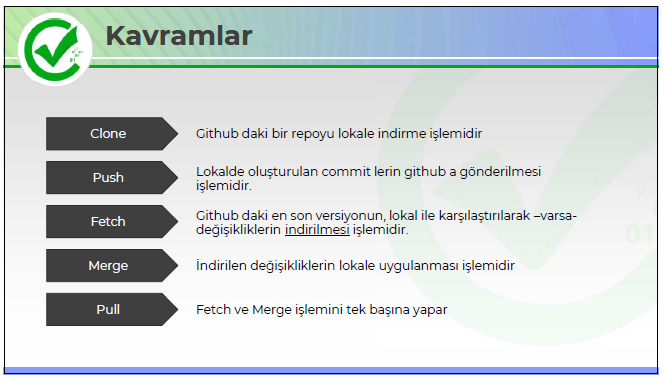 Kavramlar
Clone
Github daki bir repoyu lokale indirme işlemidir
Push
Lokalde oluşturulan commit lerin github a gönderilmesi
işlemidir.
Fetch
Github daki en son versiyonun, lokal ile karşılaştırılarak –varsa-
değişikliklerin indirilmesi işlemidir.
Merge
İndirilen değişikliklerin lokale uygulanması işlemidir
Pull
Fetch ve Merge işlemini tek başına yapar
01
01